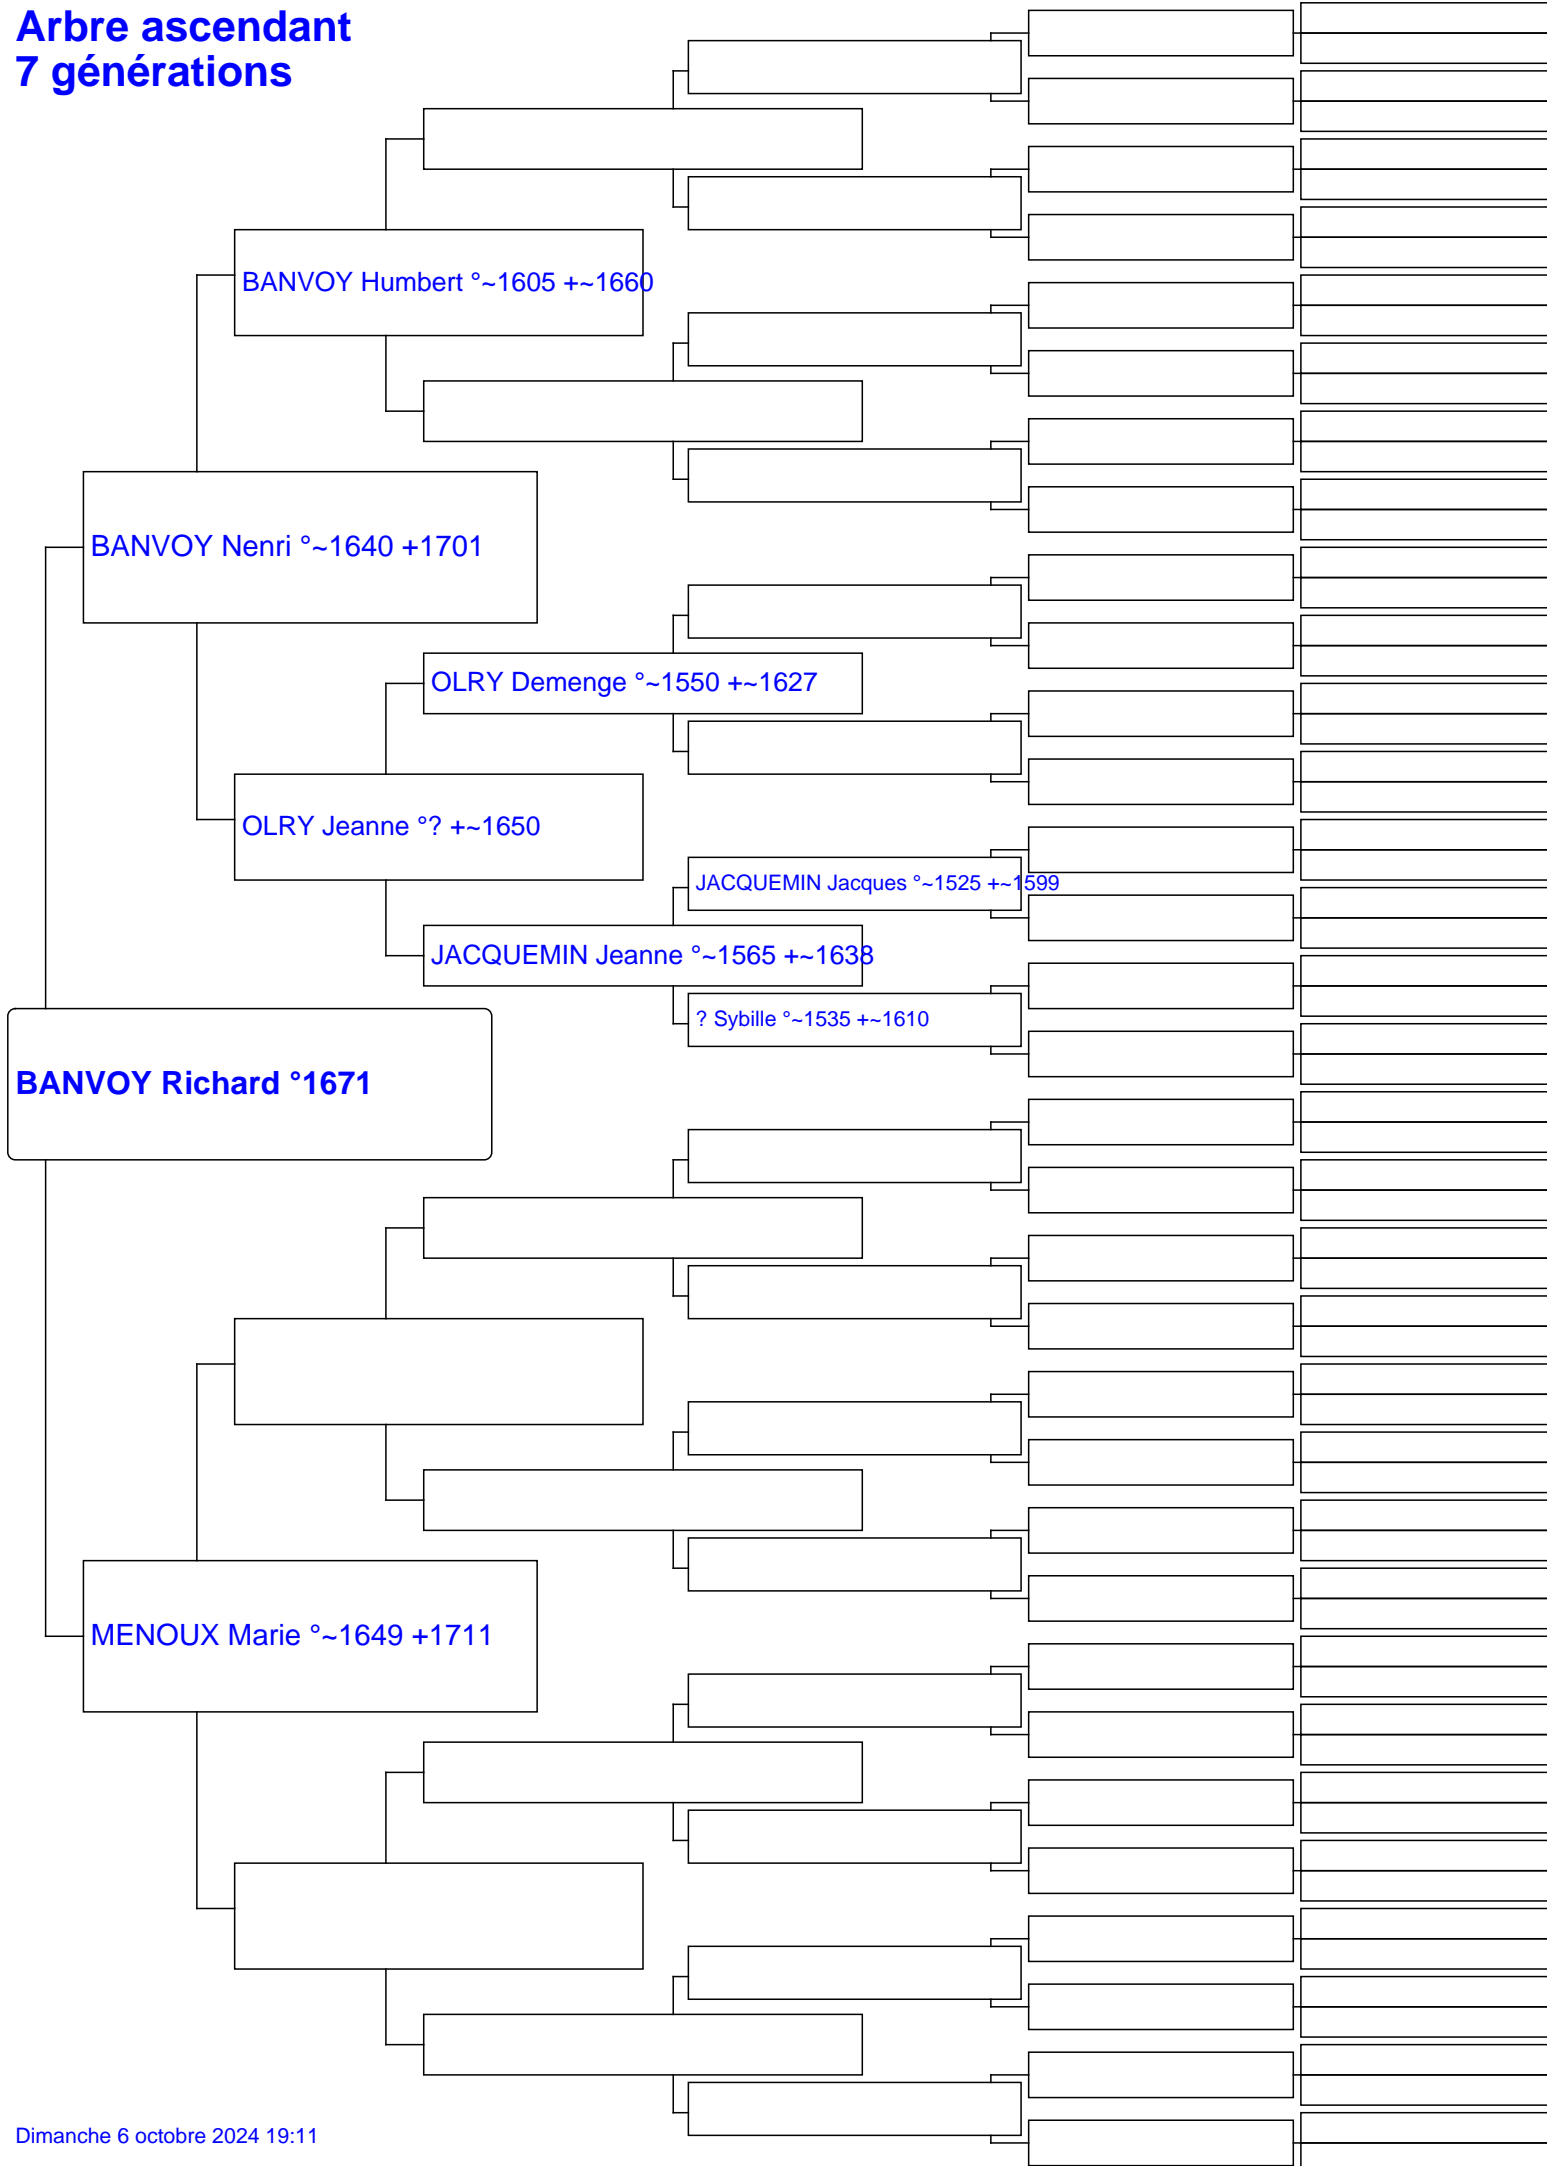 Arbre ascendant
7 générations
BANVOY Humbert °~1605 +~1660
BANVOY Nenri °~1640 +1701
OLRY Demenge °~1550 +~1627
OLRY Jeanne °? +~1650
JACQUEMIN Jacques °~1525 +~1599
JACQUEMIN Jeanne °~1565 +~1638
? Sybille °~1535 +~1610
BANVOY Richard °1671
MENOUX Marie °~1649 +1711
Dimanche 6 octobre 2024 19:11